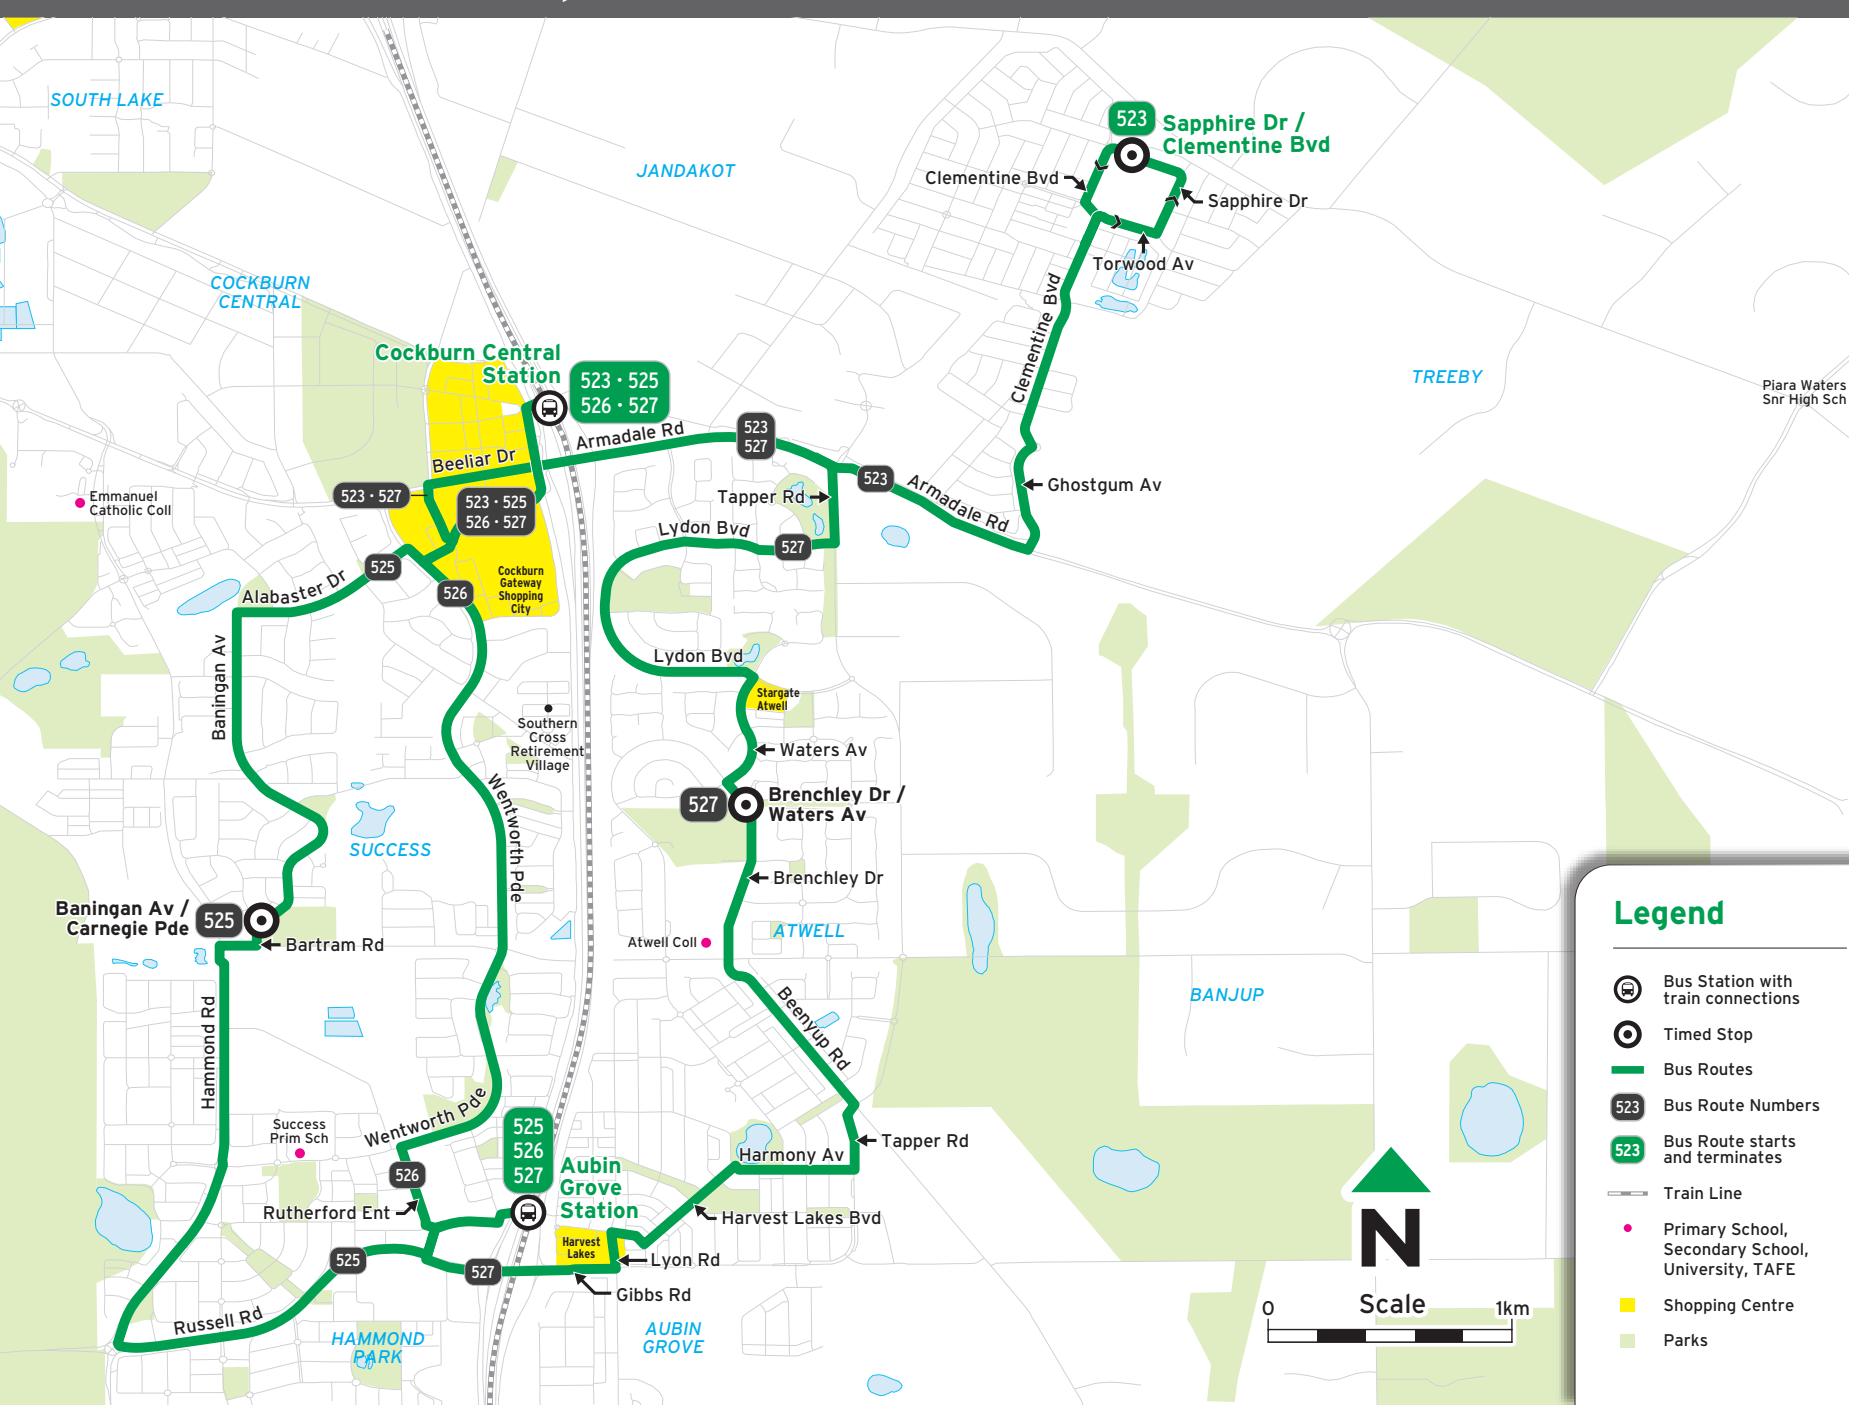 SOUTH LAKE
JANDAKOT
523
Sapphire Dr /
Clementine Bvd
Clementine Bvd
Sapphire Dr
Torwood Av
COCKBURN
CENTRAL
Clementine Bvd
Cockburn Central
Station
523 • 525
526 • 527
TREEBY
Piara Waters
Snr High Sch
Armadale Rd
523
527
Beeliar Dr
523 • 527
523 • 525
526 • 527
Emmanuel
Catholic Coll
Tapper Rd
523
Armadale Rd
Ghostgum Av
Lydon Bvd
527
525
526
Cockburn
Gateway
Shopping
City
Alabaster Dr
Baningan Av
Lydon Bvd
Stargate
Atwell
Southern
Cross
Retirement
Village
Waters Av
Wentworth Pde
527
Brenchley Dr /
Waters Av
SUCCESS
Brenchley Dr
Baningan Av /
Carnegie Pde
525
Bartram Rd
Atwell Coll
ATWELL
BANJUP
Hammond Rd
Beenyup Rd
Success
Prim Sch
Wentworth Pde
525
526
527
Aubin
Grove
Station
526
Rutherford Ent
Tapper Rd
Harmony Av
Harvest Lakes Bvd
Harvest
Lakes
Lyon Rd
525
527
Gibbs Rd
Russell Rd
HAMMOND
PARK
AUBIN
GROVE
N
Scale
0
1km
Legend
Bus Station with
train connections
Timed Stop
Bus Routes
523
Bus Route Numbers
523
Bus Route starts
and terminates
Train Line
Primary School,
Secondary School,
University, TAFE
Shopping Centre
Parks